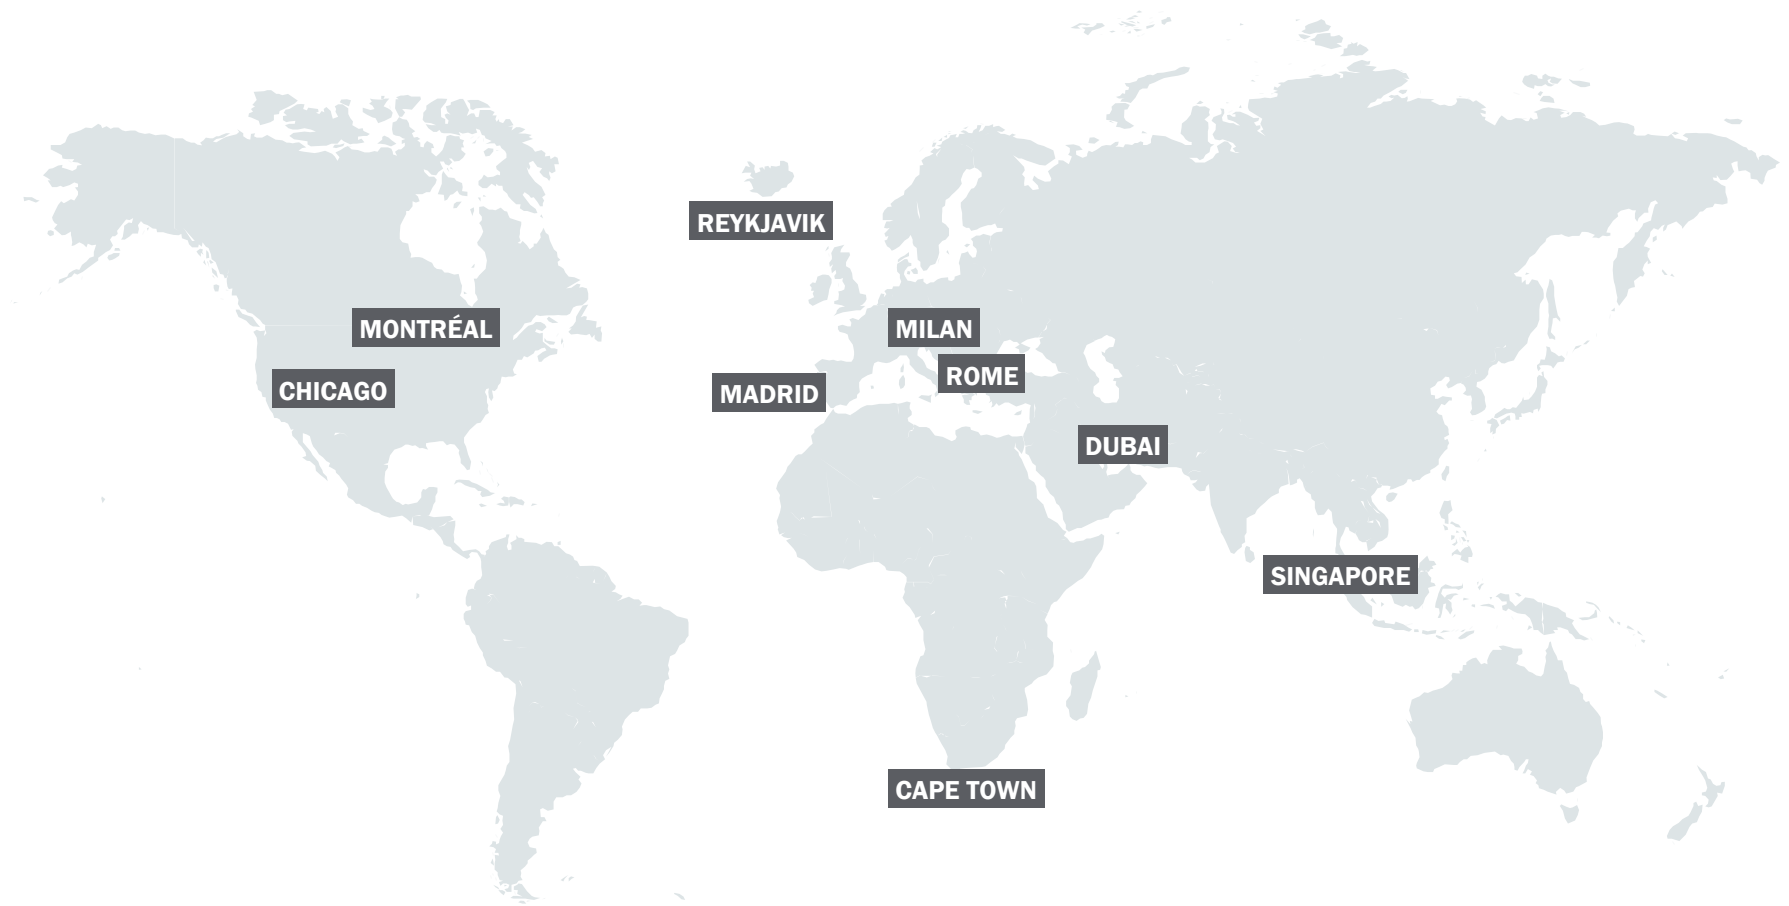 REYKJAVIK
MONTRÉAL
MILAN
ROME
CHICAGO
MADRID
DUBAI
SINGAPORE
CAPE TOWN